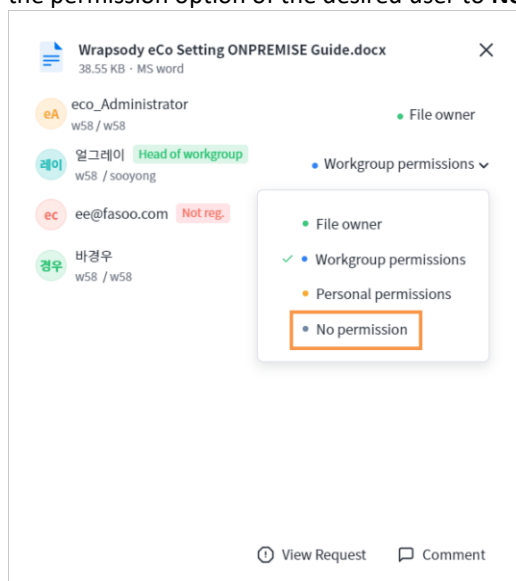 the permission option of the desired user to
Wrapsody eCo Setting ONPREMISE Guide.docx
38.55 KB · MS word
eA eco_Administrator
w58 / w58
File owner
레이 얼그레이 Head of workgroup
w58 / sooyong
Workgroup permissions
ec ee@fasoo.com Not reg.
경우 바경우
w58 / w58
File owner
Workgroup permissions
Personal permissions
No permission
View Request Comment